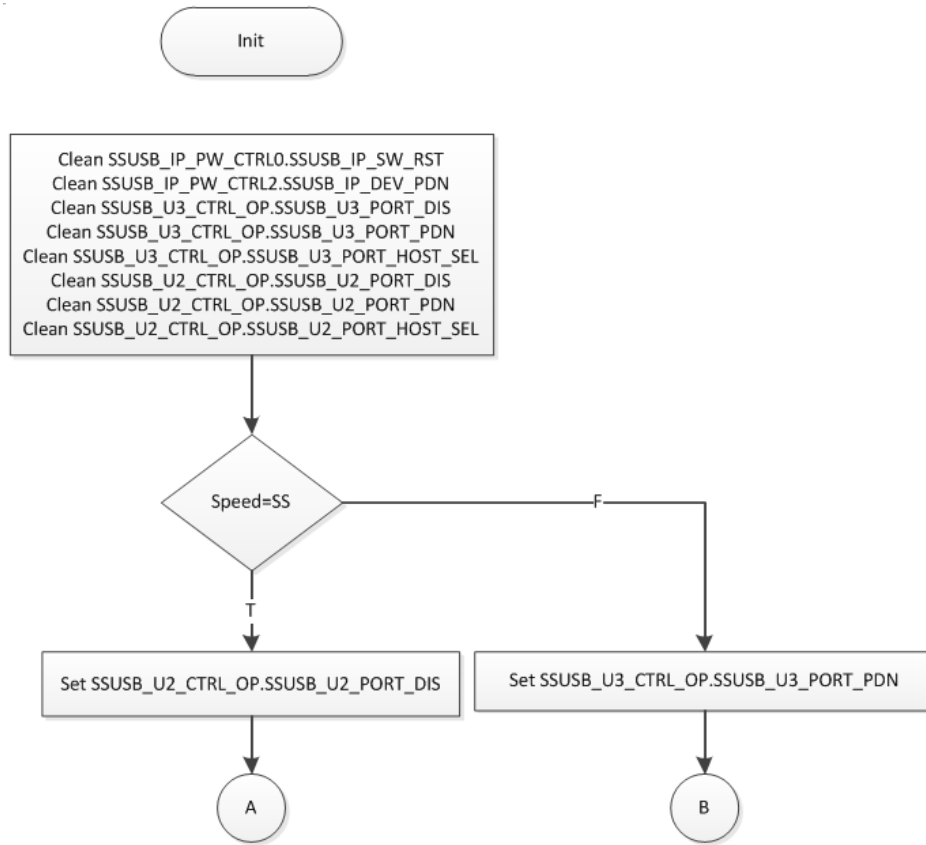 Init
Clean SSUSB_IP_PW_CTRL0.SSUSB_IP_SW_RST
Clean SSUSB_IP_PW_CTRL2.SSUSB_IP_DEV_PDN
Clean SSUSB_U3_CTRL_OP.SSUSB_U3_PORT_DIS
Clean SSUSB_U3_CTRL_OP.SSUSB_U3_PORT_PDN
Clean SSUSB_U3_CTRL_OP.SSUSB_U3_PORT_HOST_SEL
Clean SSUSB_U2_CTRL_OP.SSUSB_U2_PORT_DIS
Clean SSUSB_U2_CTRL_OP.SSUSB_U2_PORT_PDN
Clean SSUSB_U2_CTRL_OP.SSUSB_U2_PORT_HOST_SEL
Speed=SS
F
T
Set SSUSB_U2_CTRL_OP.SSUSB_U2_PORT_DIS
Set SSUSB_U3_CTRL_OP.SSUSB_U3_PORT_PDN
A
B